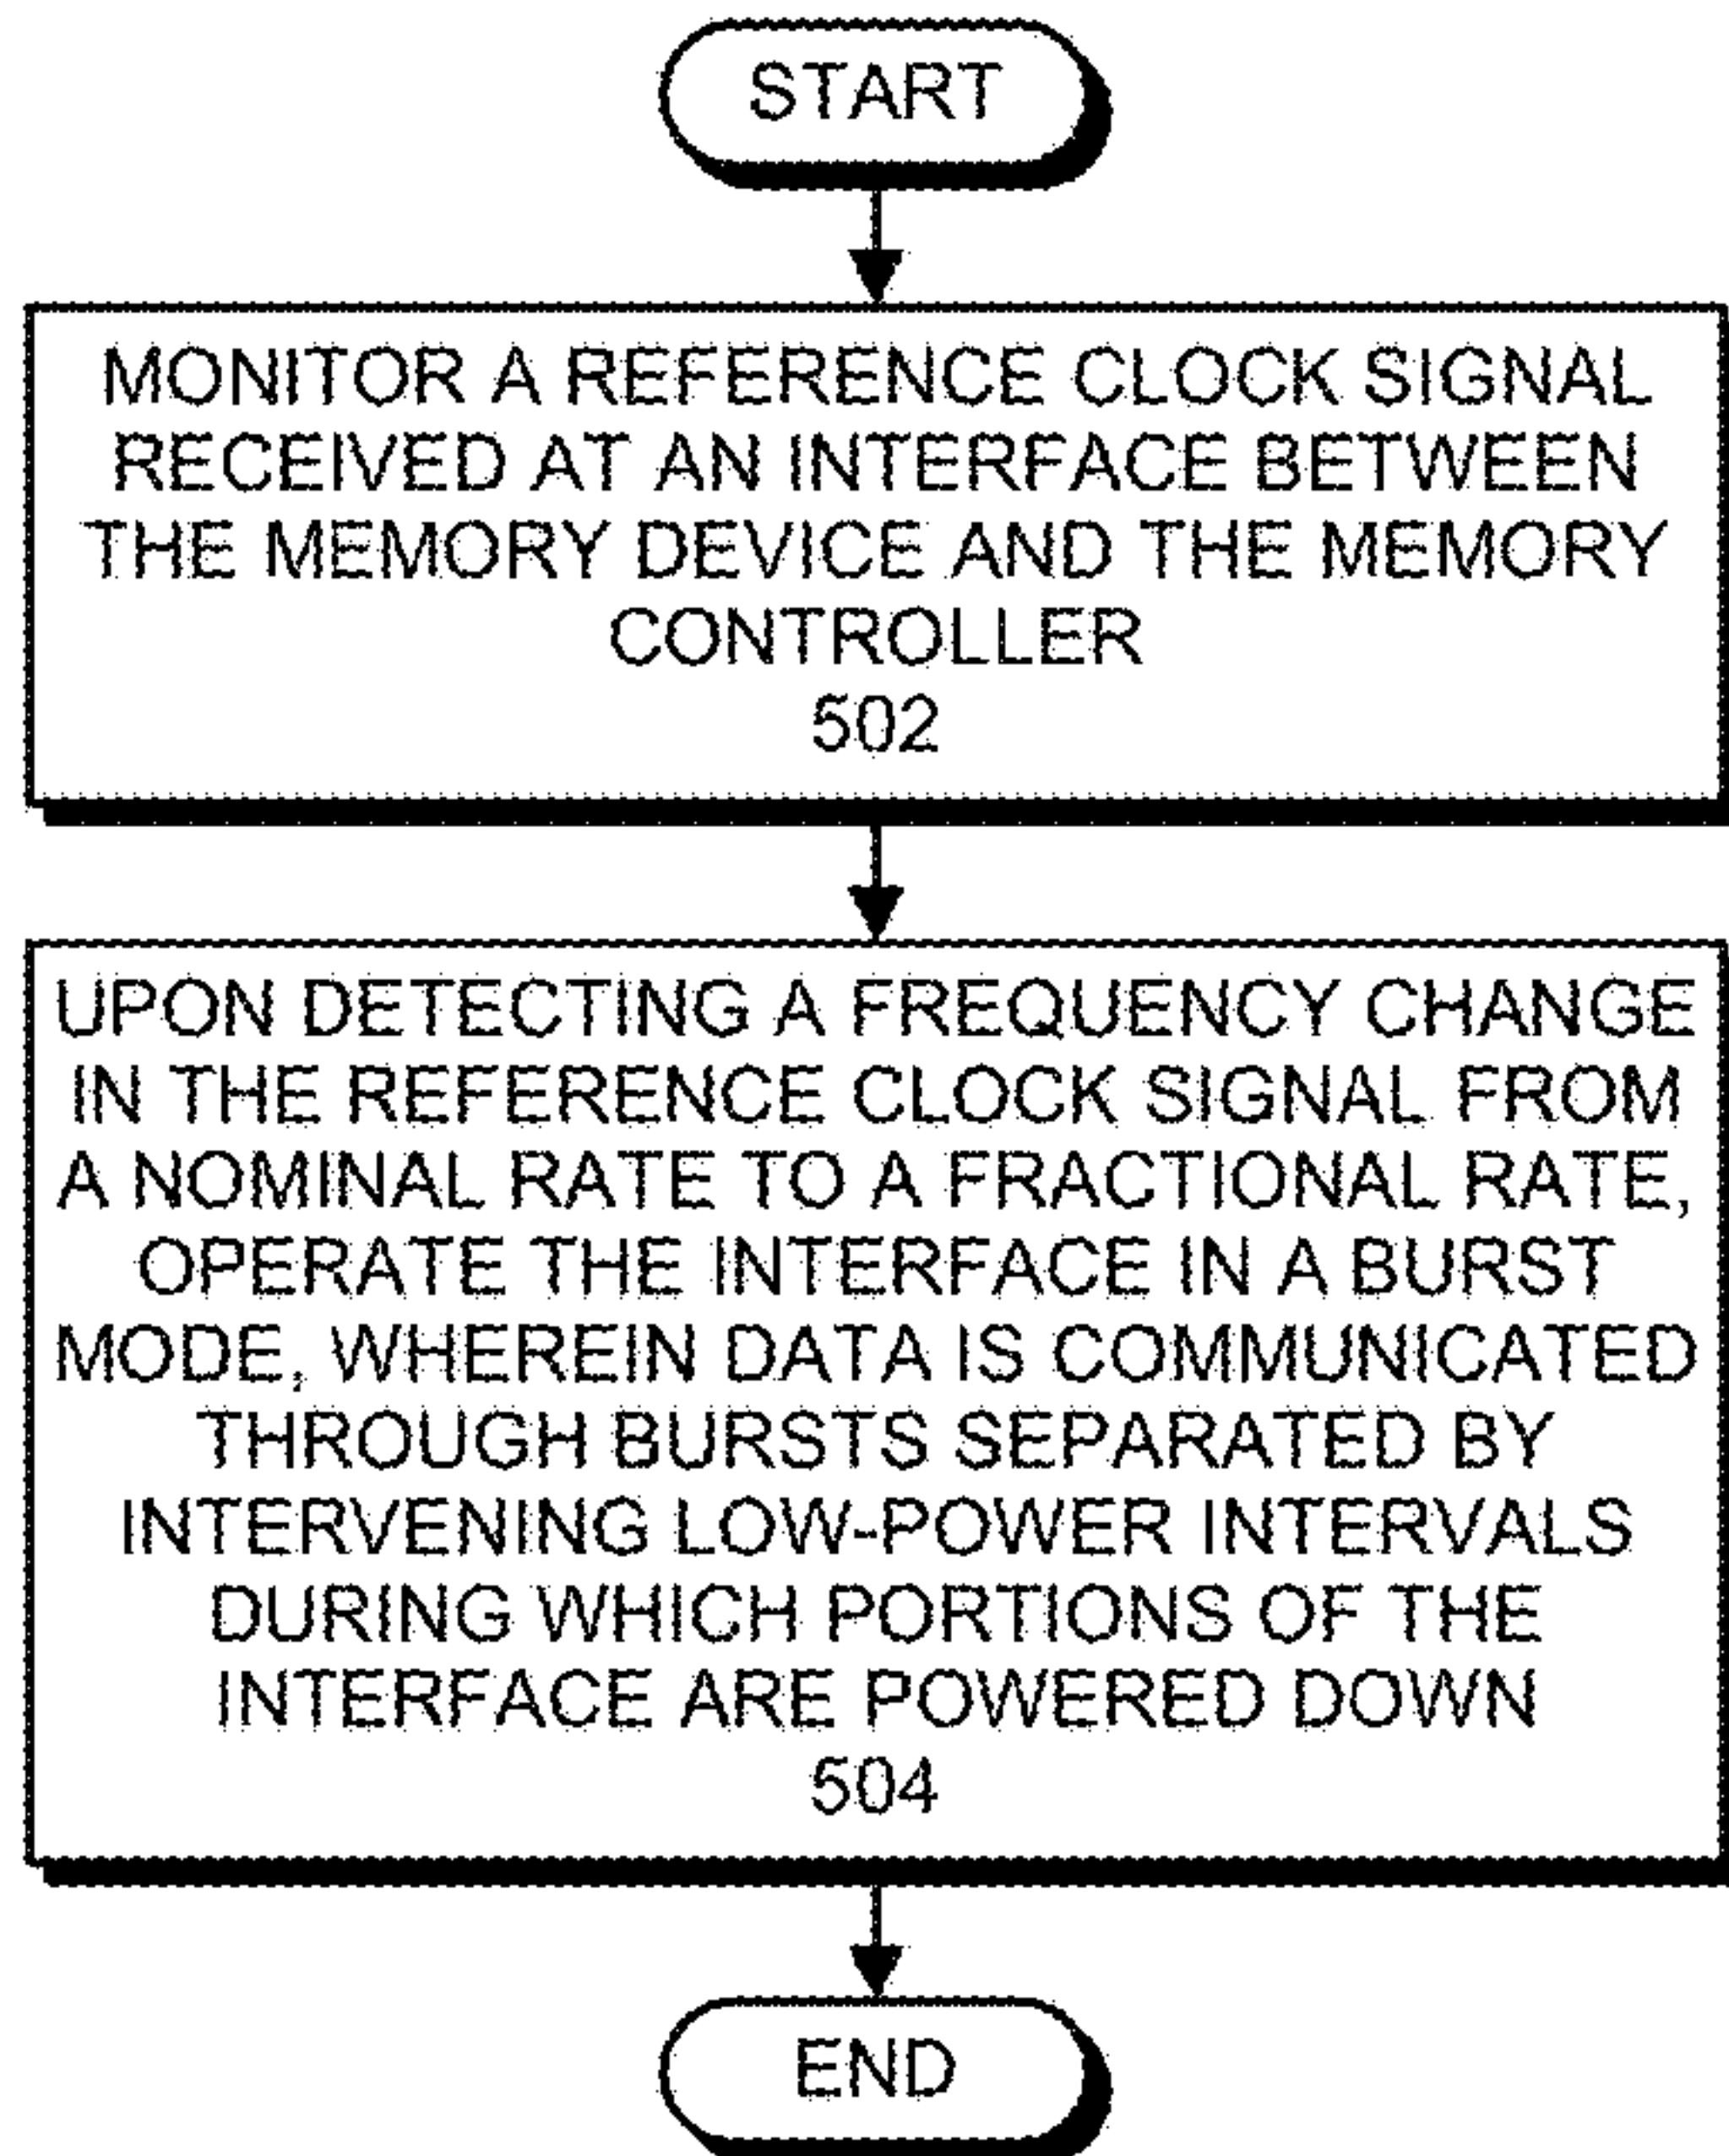 START
MONITOR A REFERENCE CLOCK SIGNAL
RECEIVED AT AN INTERFACE BETWEEN
THE MEMORY DEVICE AND THE MEMORY
CONTROLLER
502
UPON DETECTING A FREQUENCY CHANGE
IN THE REFERENCE CLOCK SIGNAL FROM
A NOMINAL RATE TO A FRACTIONAL RATE,
OPERATE THE INTERFACE IN A BURST
MODE, WHEREIN DATA IS COMMUNICATED
THROUGH BURSTS SEPARATED BY
INTERVENING LOW-POWER INTERVALS
DURING WHICH PORTIONS OF THE
INTERFACE ARE POWERED DOWN
504
END